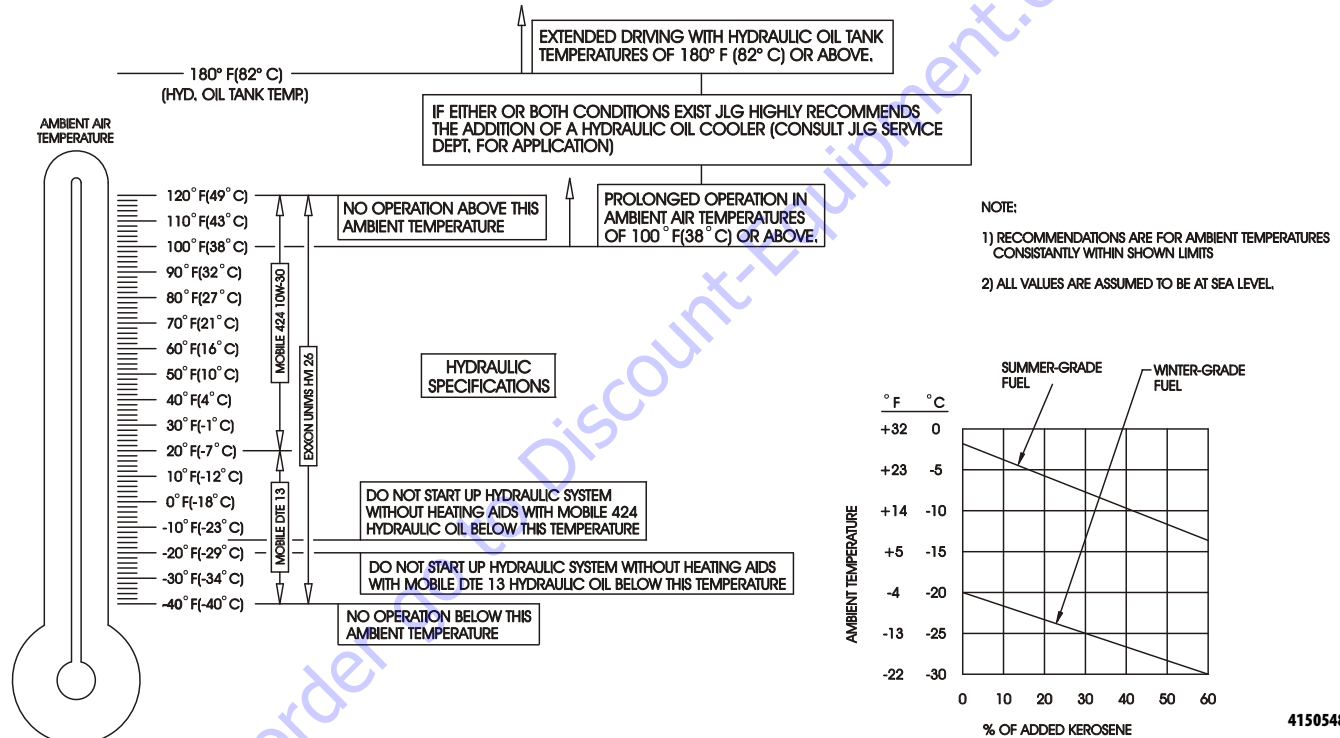 EXTENDED DRIVING WITH HYDRAULIC OIL TANK
TEMPERATURES OF 180° F (82° C) OR ABOVE.
180° F(82° C)
(HYD. OIL TANK TEMP.)
IF EITHER OR BOTH CONDITIONS EXIST JLG HIGHLY RECOMMENDS
THE ADDITION OF A HYDRAULIC OIL COOLER (CONSULT JLG SERVICE
DEPT. FOR APPLICATION)
AMBIENT AIR
TEMPERATURE
120° F(49° C)
110° F(43° C)
100° F(38° C)
90° F(32° C)
80° F(27° C)
70° F(21° C)
60° F(16° C)
50° F(10° C)
40° F(4° C)
30° F(-1° C)
20° F(-7° C)
10° F(-12° C)
0° F(-18° C)
-10° F(-23° C)
-20° F(-29° C)
-30° F(-34° C)
-40° F(-40° C)
MOBILE 424 10W-30
MOBILE DTE 13
EXXON UNIVIS HVI 26
NO OPERATION ABOVE THIS
AMBIENT TEMPERATURE
PROLONGED OPERATION IN
AMBIENT AIR TEMPERATURES
OF 100° F(38° C) OR ABOVE.
HYDRAULIC
SPECIFICATIONS
DO NOT START UP HYDRAULIC SYSTEM
WITHOUT HEATING AIDS WITH MOBILE 424
HYDRAULIC OIL BELOW THIS TEMPERATURE
DO NOT START UP HYDRAULIC SYSTEM WITHOUT HEATING AIDS
WITH MOBILE DTE 13 HYDRAULIC OIL BELOW THIS TEMPERATURE
NO OPERATION BELOW THIS
AMBIENT TEMPERATURE
NOTE:
1) RECOMMENDATIONS ARE FOR AMBIENT TEMPERATURES
CONSISTANTLY WITHIN SHOWN LIMITS
2) ALL VALUES ARE ASSUMED TO BE AT SEA LEVEL.
SUMMER-GRADE
FUEL
WINTER-GRADE
FUEL
°F °C
+32 0
+23 -5
+14 -10
+5 -15
-4 -20
-13 -25
-22 -30
AMBIENT TEMPERATURE
0 10 20 30 40 50 60
% OF ADDED KEROSENE
4150548
order go to Discount-Equipment.c